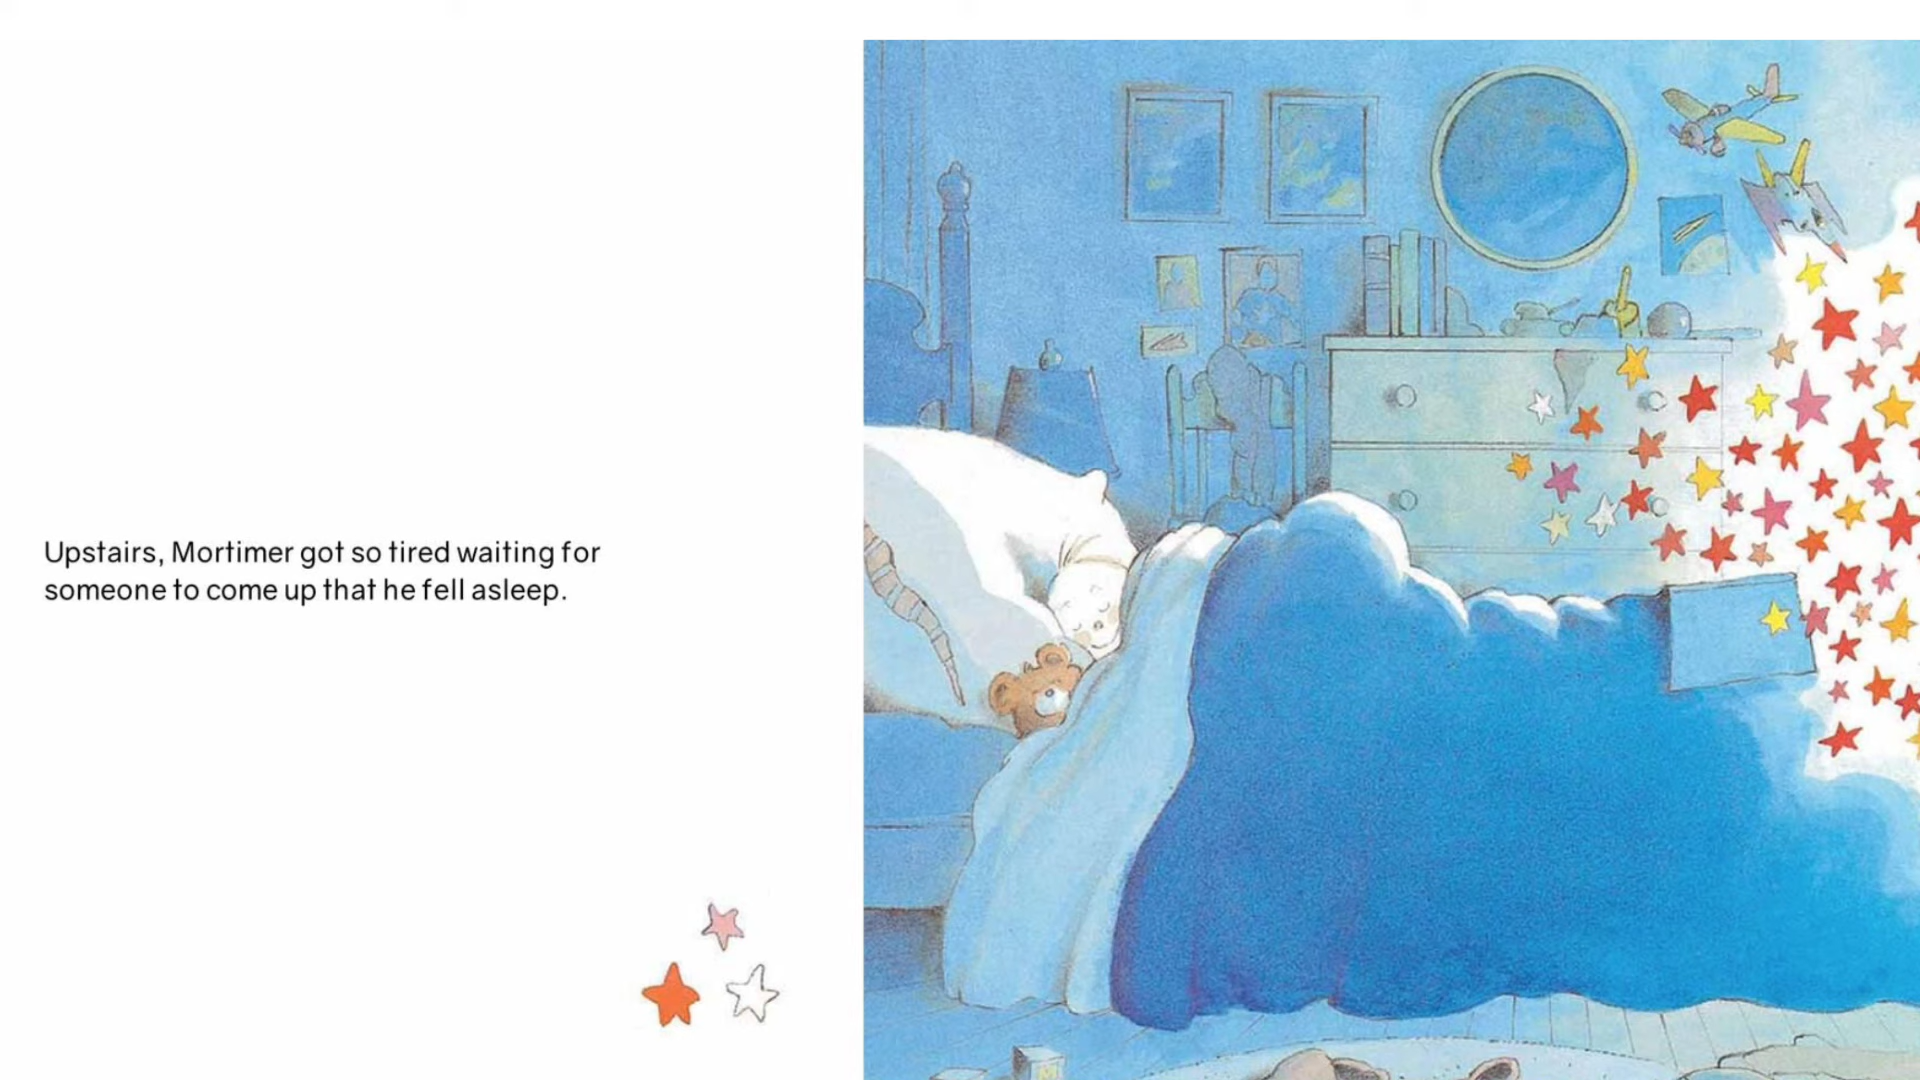 Upstairs, Mortimer got so tired waiting for
someone to come up that he fell asleep.